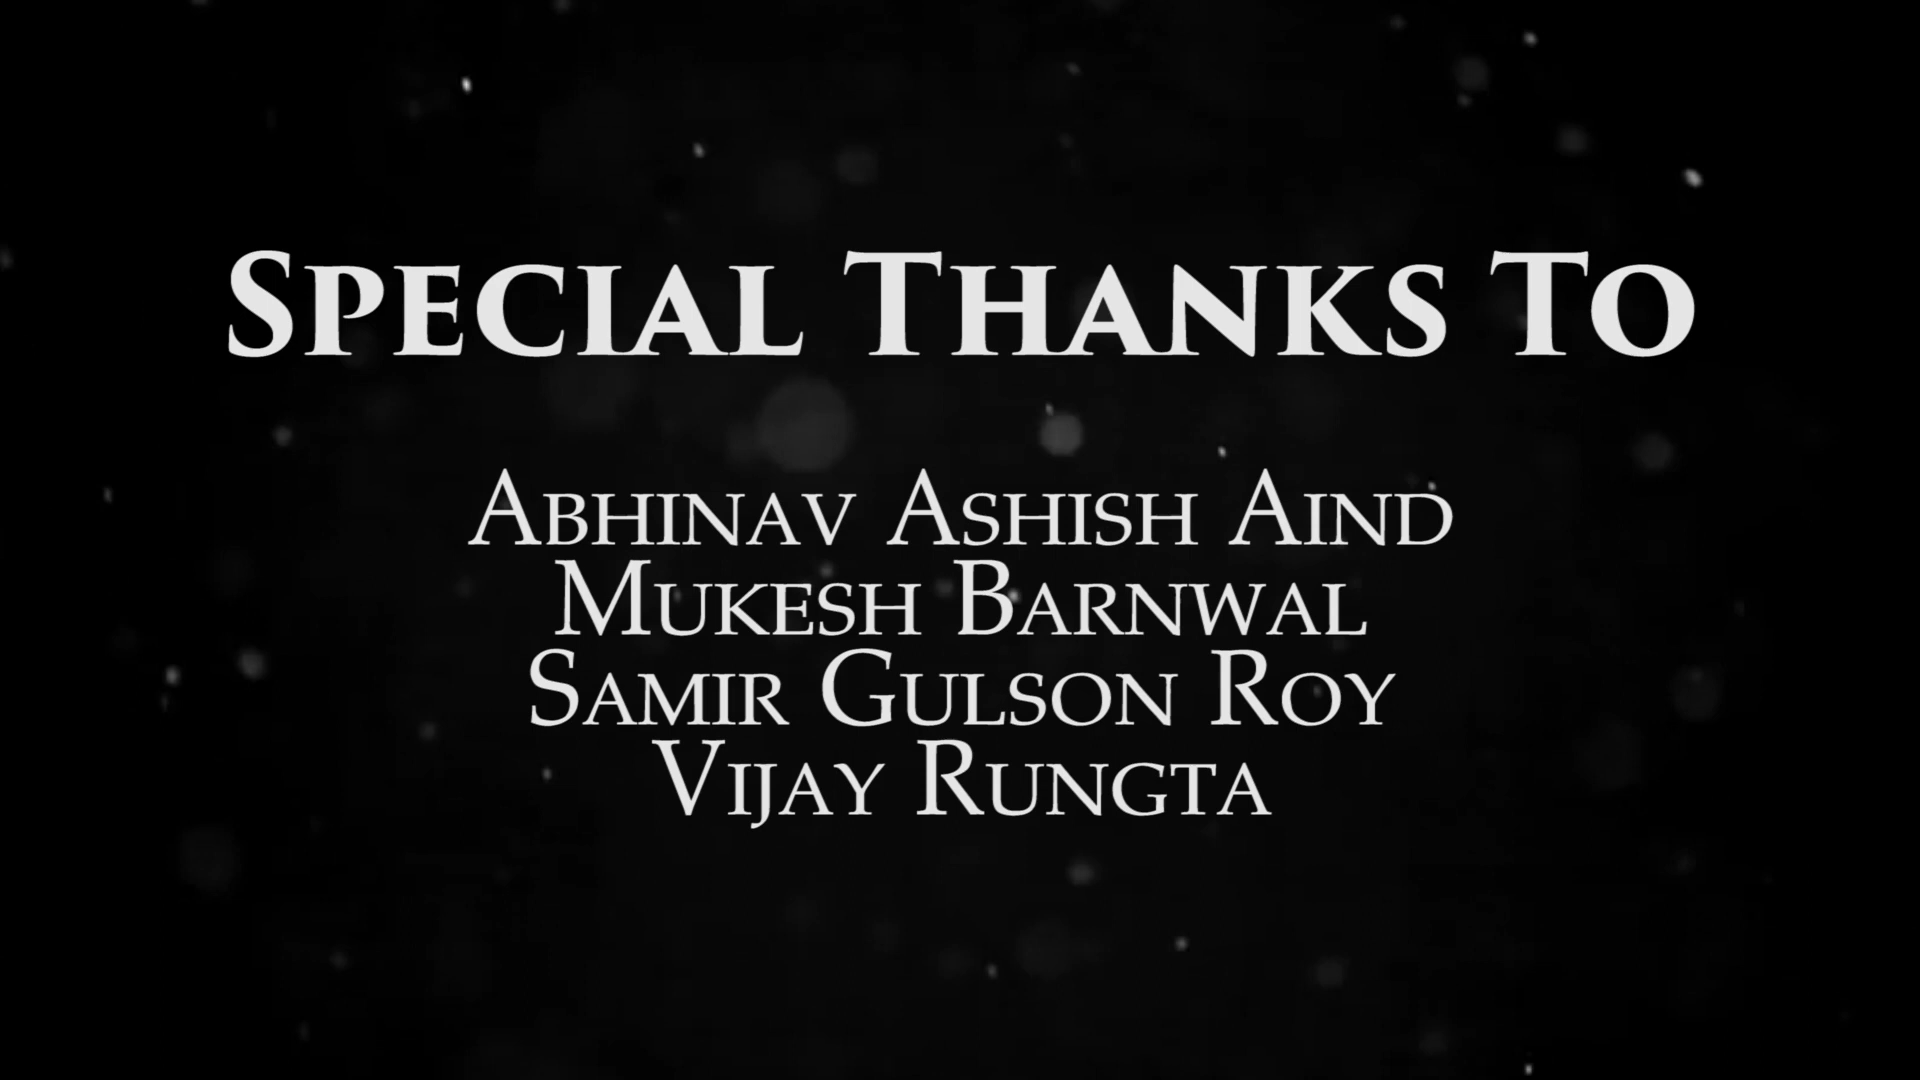 Special Thanks To
Abhinav Ashish Aind
Mukesh Barnwal
Samir Gulson Roy
Vijay Rungta